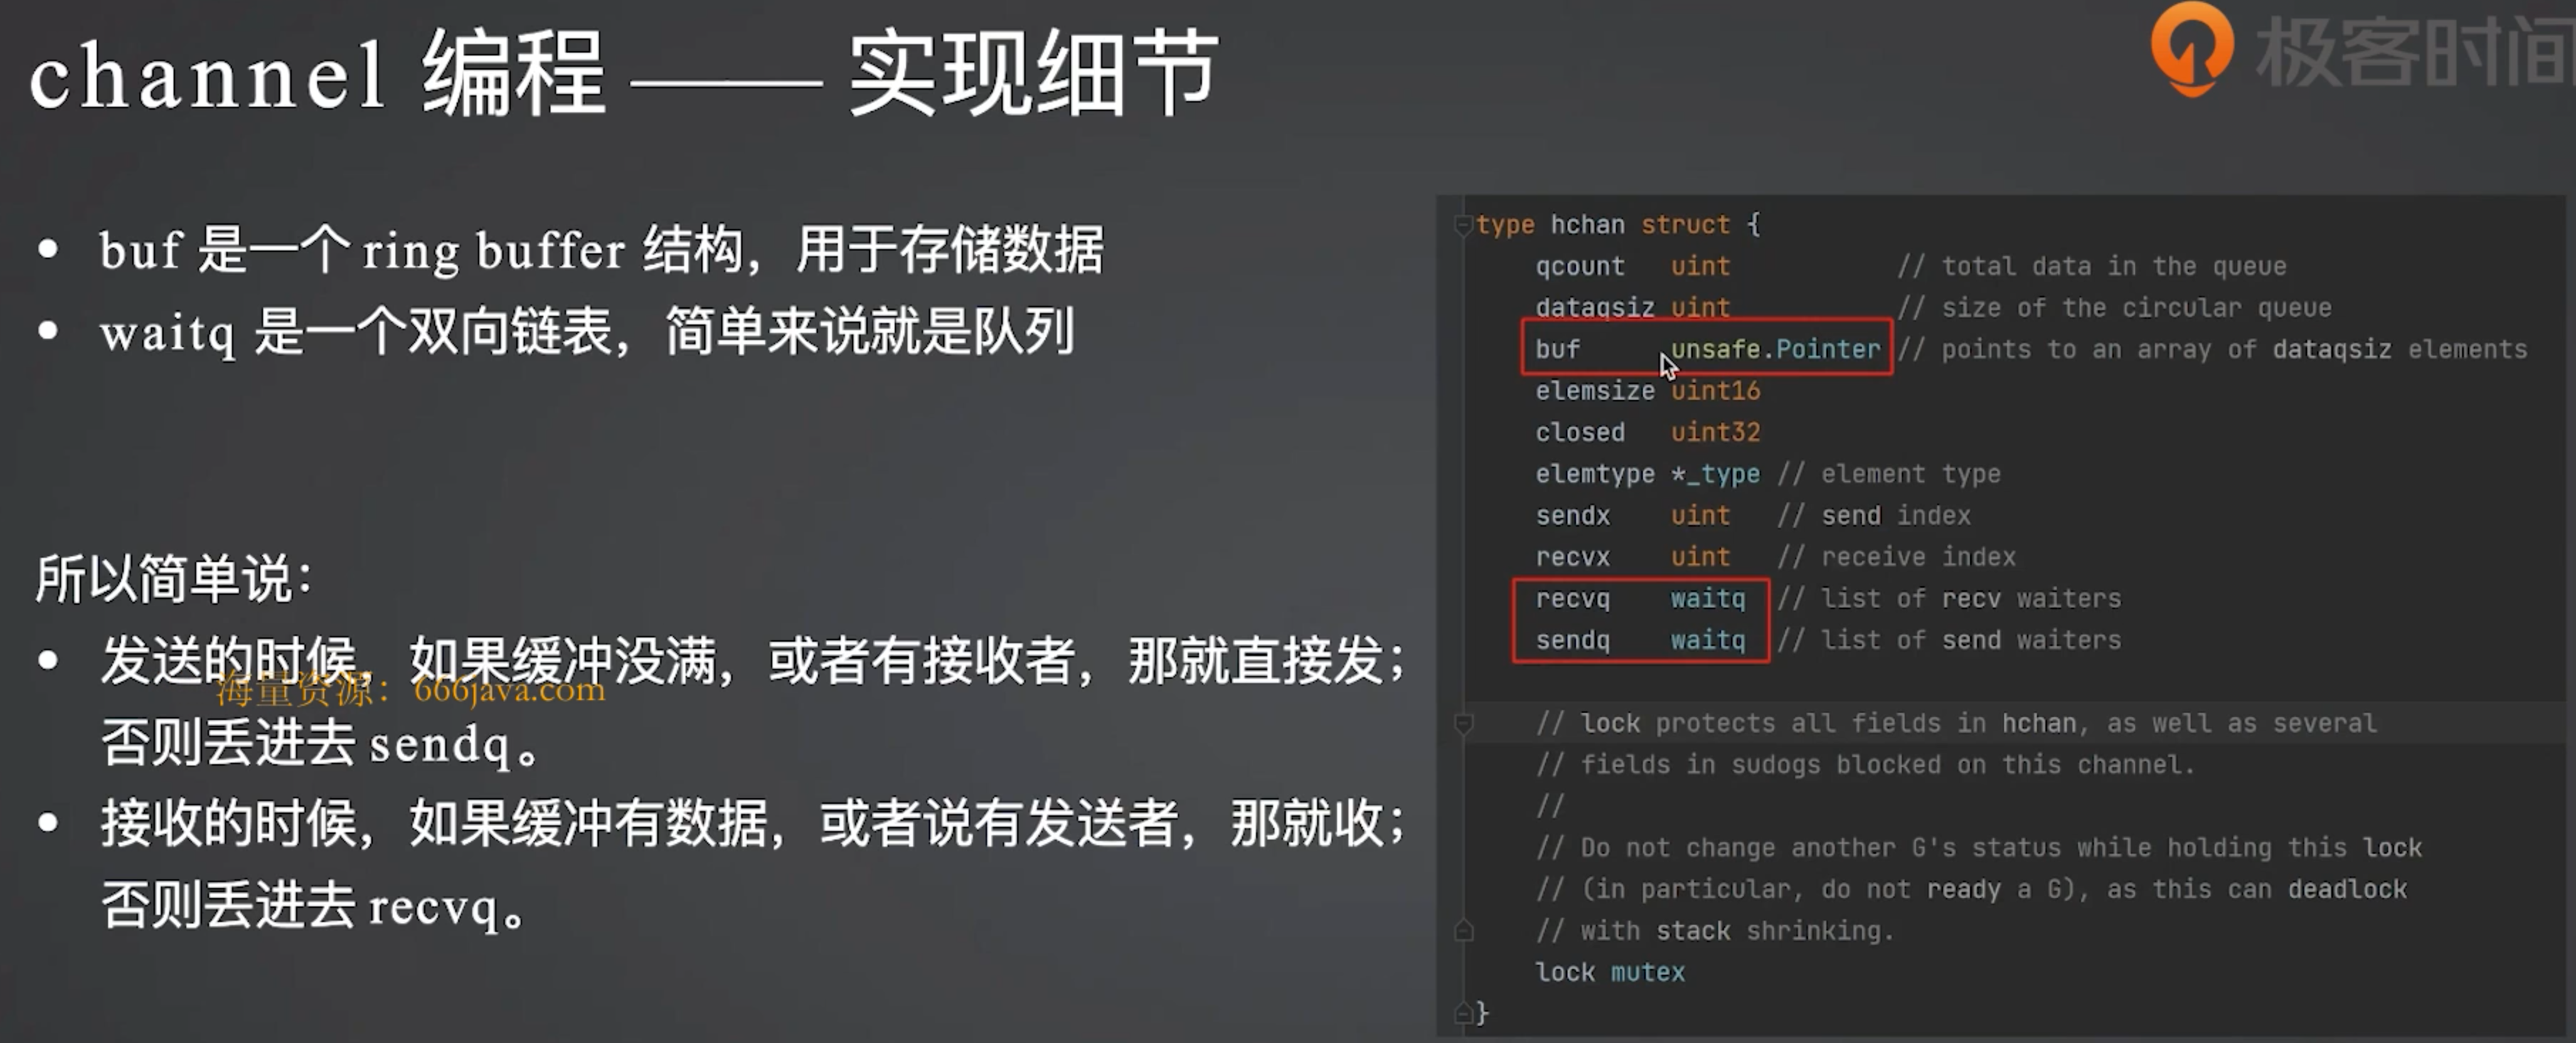 channel 编程 —— 实现细节
极客时间
• buf 是一个 ring buffer 结构，用于存储数据
• waitq 是一个双向链表，简单来说就是队列
所以简单说：
• 发送的时候，如果缓冲没满，或者有接收者，那就直接发；
否则丢进去 sendq。
• 接收的时候，如果缓冲有数据，或者说有发送者，那就收；
否则丢进去 recvq。
海量资源：666java.com
type hchan struct {
qcount uint // total data in the queue
dataqsiz uint // size of the circular queue
buf unsafe.Pointer // points to an array of dataqsiz elements
elemsize uint16
closed uint32
elemtype *_type // element type
sendx uint // send index
recvx uint // receive index
recvq waitq // list of recv waiters
sendq waitq // list of send waiters
// lock protects all fields in hchan, as well as several
// fields in sudogs blocked on this channel.
//
// Do not change another G's status while holding this lock
// (in particular, do not ready a G), as this can deadlock
// with stack shrinking.
lock mutex
}